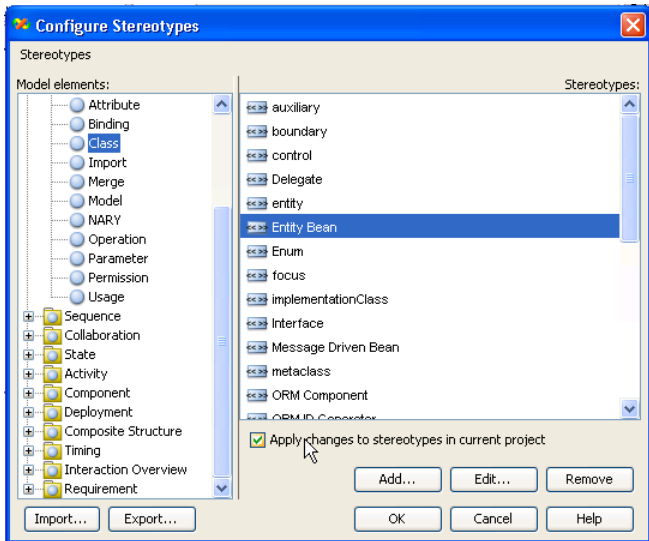 Configure Stereotypes
Stereotypes
Model elements:
Stereotypes:
Attribute
Binding
Class
Import
Merge
Model
NARY
Operation
Parameter
Permission
Usage
Sequence
Collaboration
State
Activity
Component
Deployment
Composite Structure
Timing
Interaction Overview
Requirement
<<>> auxiliary
<<>> boundary
<<>> control
<<>> Delegate
<<>> entity
<<>> Entity Bean
<<>> Enum
<<>> focus
<<>> implementationClass
<<>> Interface
<<>> Message Driven Bean
<<>> metaclass
<<>> ORM Component
<<>> ORM ID Generator
Apply changes to stereotypes in current project
Add... Edit... Remove
Import... Export... OK Cancel Help